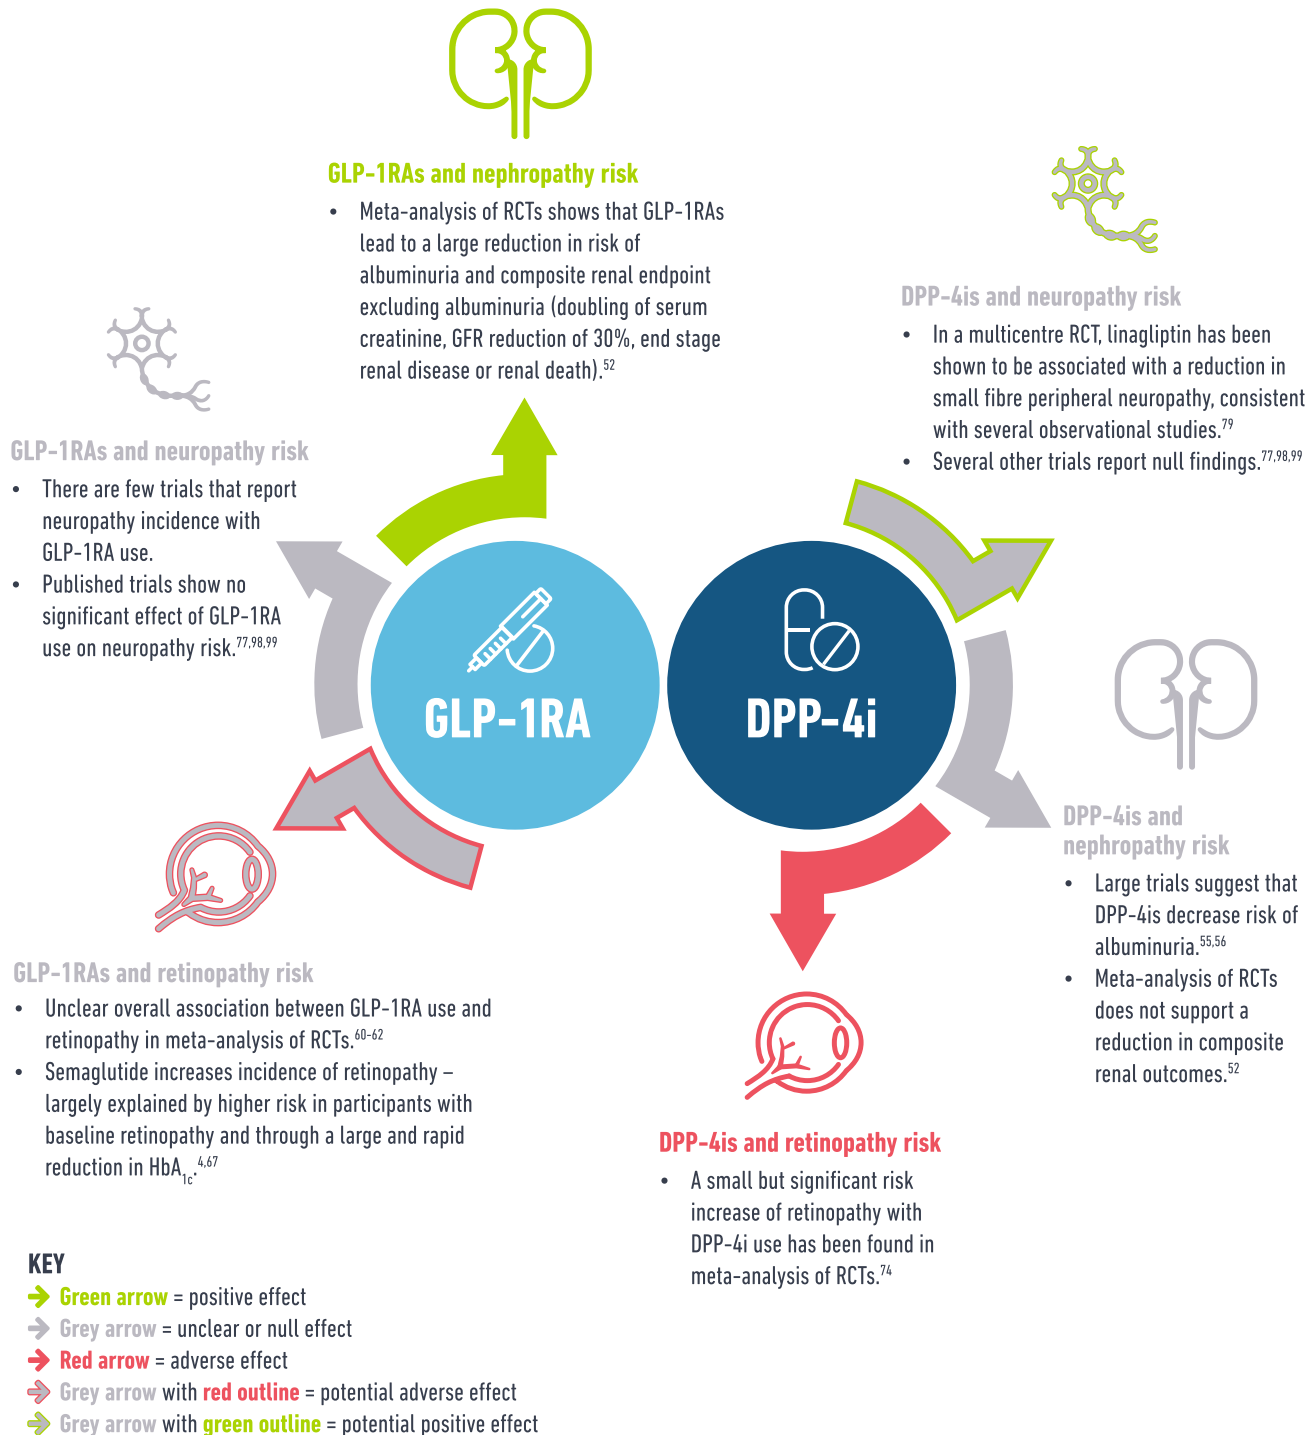 GLP-1RAs and nephropathy risk
• Meta-analysis of RCTs shows that GLP-1RAs
lead to a large reduction in risk of
albuminuria and composite renal endpoint
excluding albuminuria (doubling of serum
creatinine, GFR reduction of 30%, end stage
renal disease or renal death).52
GLP-1RAs and neuropathy risk
• There are few trials that report
neuropathy incidence with
GLP-1RA use.
• Published trials show no
significant effect of GLP-1RA
use on neuropathy risk.77,98,99
DPP-4is and neuropathy risk
• In a multicentre RCT, linagliptin has been
shown to be associated with a reduction in
small fibre peripheral neuropathy, consistent
with several observational studies.79
• Several other trials report null findings.77,98,99
GLP-1RA
DPP-4i
DPP-4is and
nephropathy risk
• Large trials suggest that
DPP-4is decrease risk of
albuminuria.55,56
• Meta-analysis of RCTs
does not support a
reduction in composite
renal outcomes.52
GLP-1RAs and retinopathy risk
• Unclear overall association between GLP-1RA use and
retinopathy in meta-analysis of RCTs.60-62
• Semaglutide increases incidence of retinopathy –
largely explained by higher risk in participants with
baseline retinopathy and through a large and rapid
reduction in HbA1c.4,67
DPP-4is and retinopathy risk
• A small but significant risk
increase of retinopathy with
DPP-4i use has been found in
meta-analysis of RCTs.74
KEY
Green arrow = positive effect
Grey arrow = unclear or null effect
Red arrow = adverse effect
Grey arrow with red outline = potential adverse effect
Grey arrow with green outline = potential positive effect